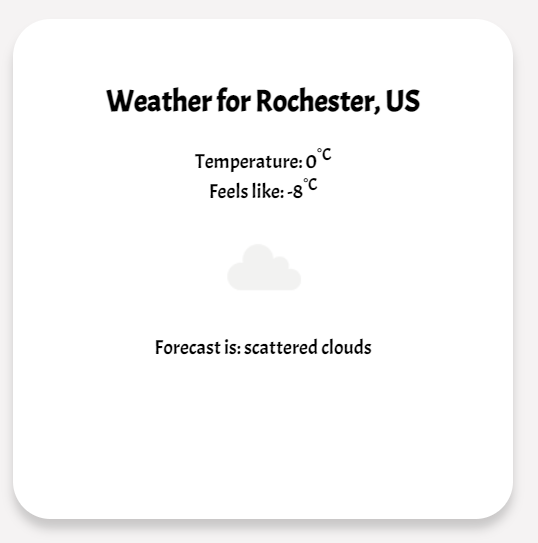 Weather for Rochester, US
Temperature: 0°C
Feels like: -8°C
Forecast is: scattered clouds